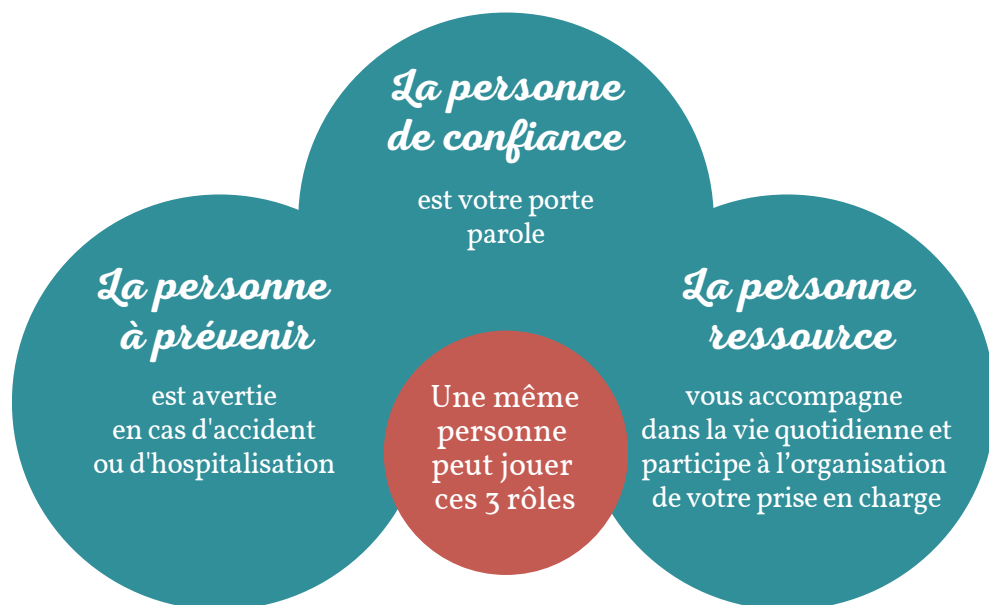 La personne
de confiance
est votre porte
parole
La personne
à prévenir
est avertie
en cas d'accident
ou d'hospitalisation
La personne
ressource
vous accompagne
dans la vie quotidienne et
participe à l’organisation
de votre prise en charge
Une même
personne
peut jouer
ces 3 rôles